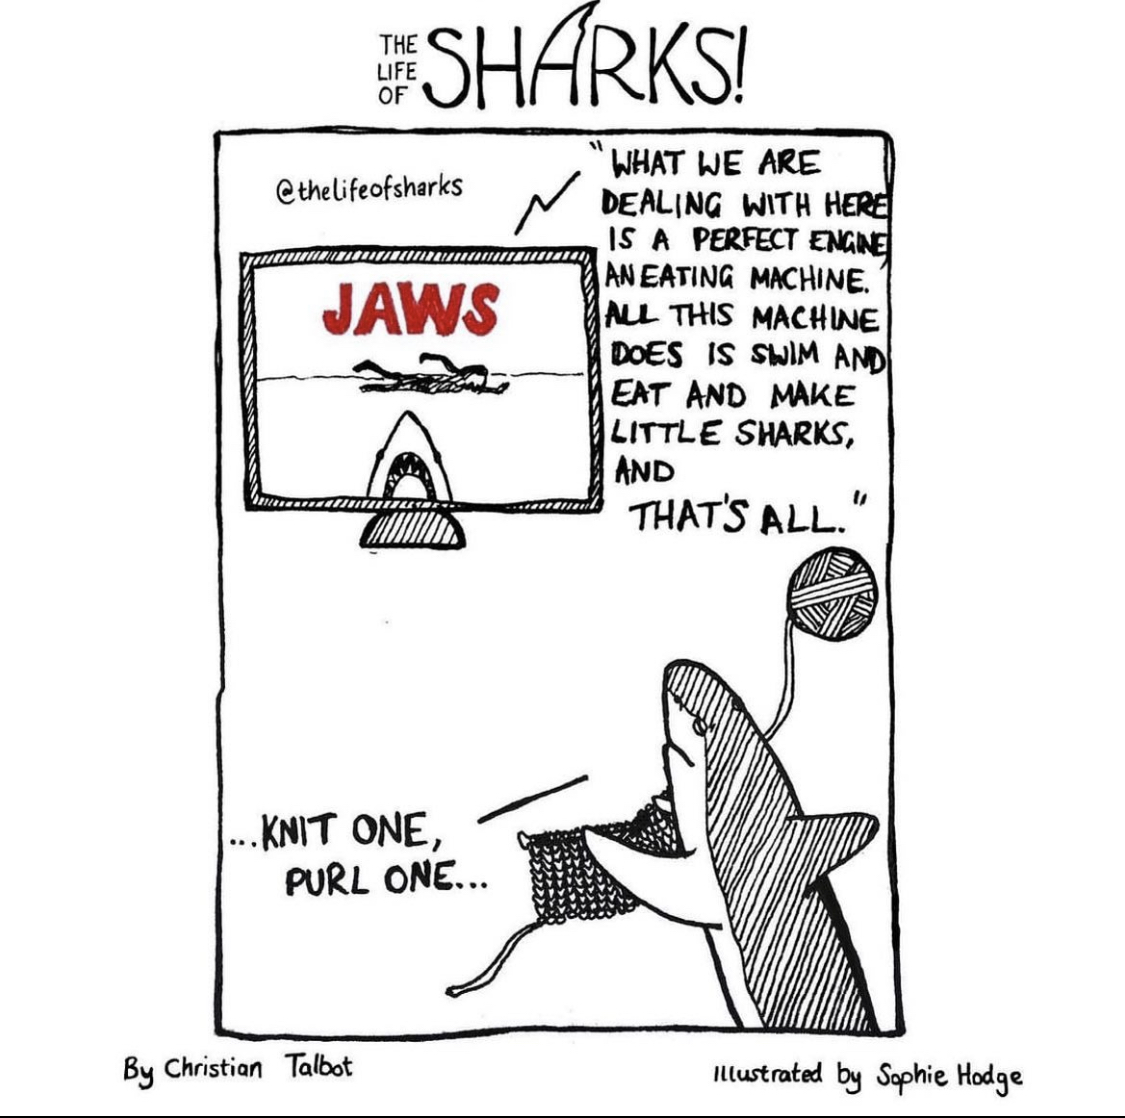 THE
LIFE
OF
SHARKS!
@thelifeofsharks
"WHAT WE ARE
DEALING WITH HERE
IS A PERFECT ENGINE,
AN EATING MACHINE.
ALL THIS MACHINE
DOES IS SWIM AND
EAT AND MAKE
LITTLE SHARKS,
AND
THAT'S ALL."
JAWS
...KNIT ONE,
PURL ONE...
By Christian Talbot
Illustrated by Sophie Hodge